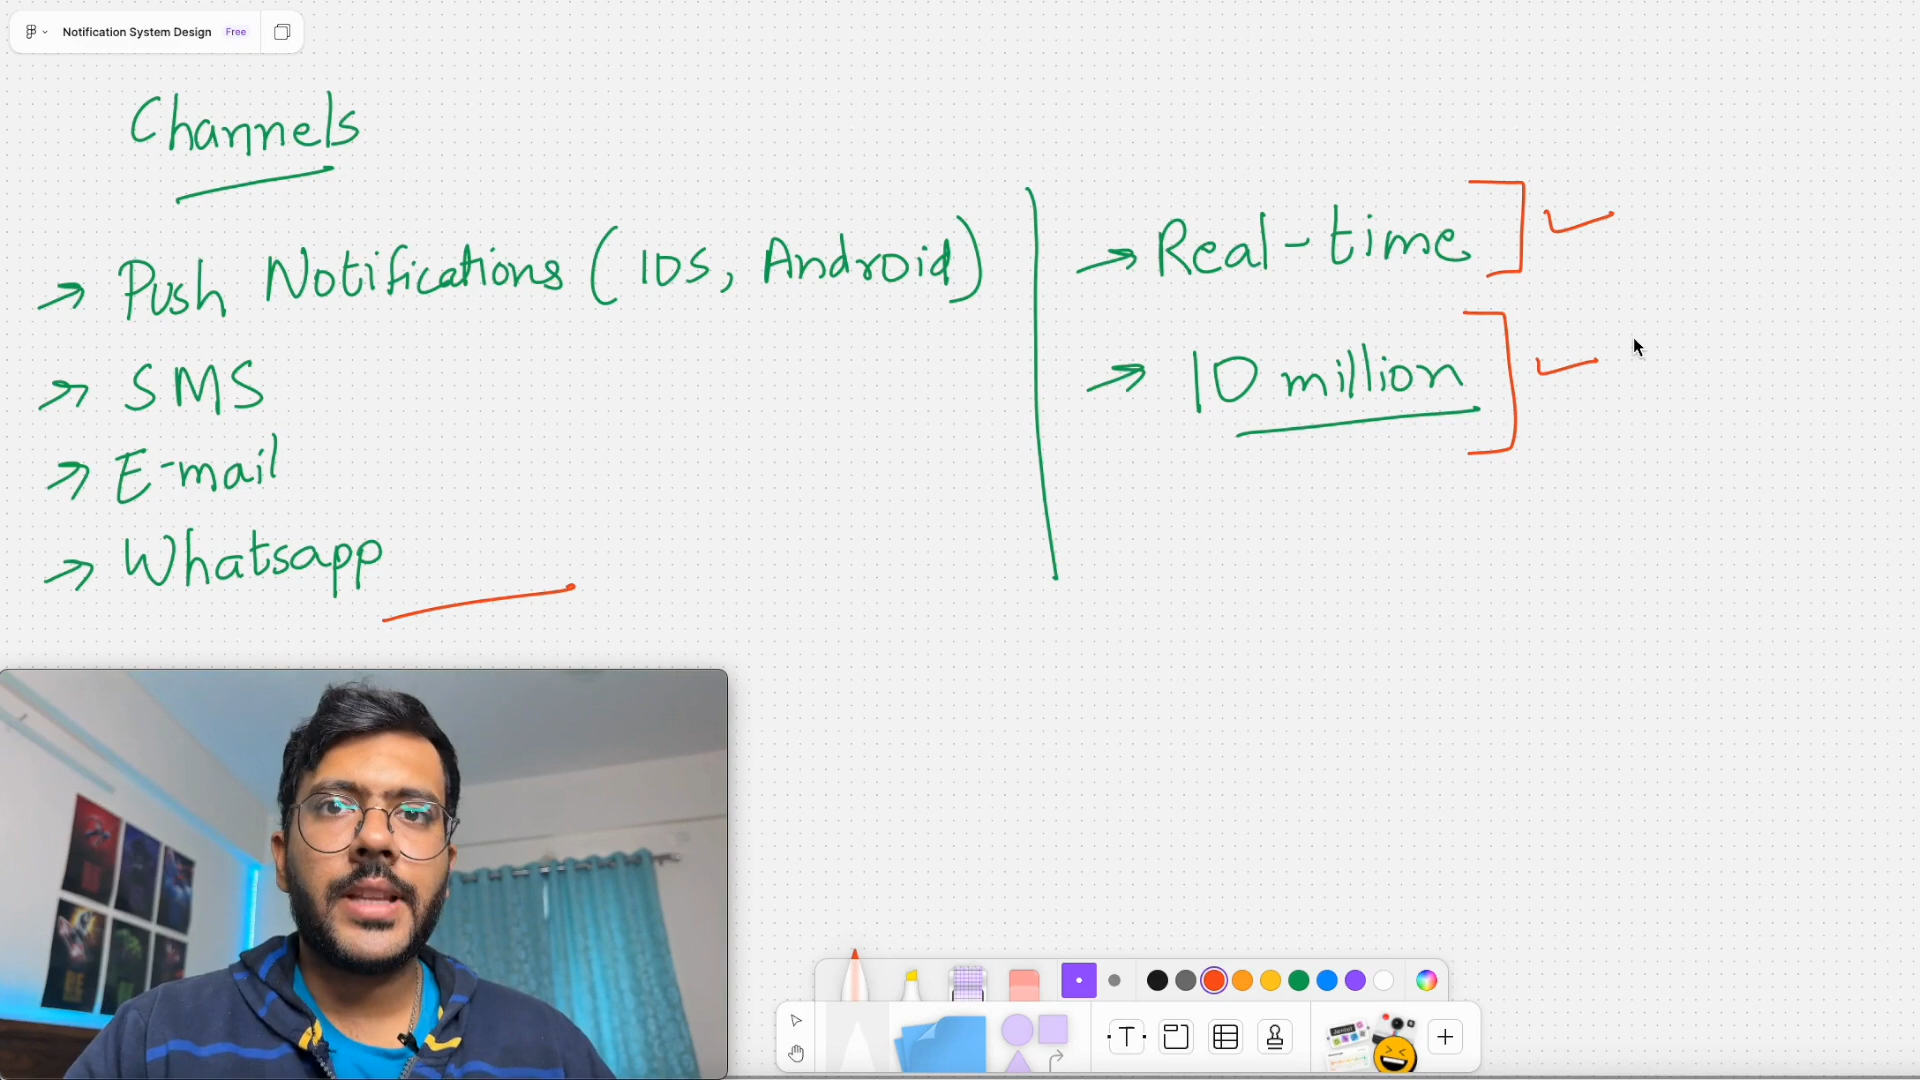 Notification System Design Free
Channels
→ Push Notifications (IOS, Android)
→ SMS
→ E-mail
→ Whatsapp
→ Real-time
→ 10 million
T